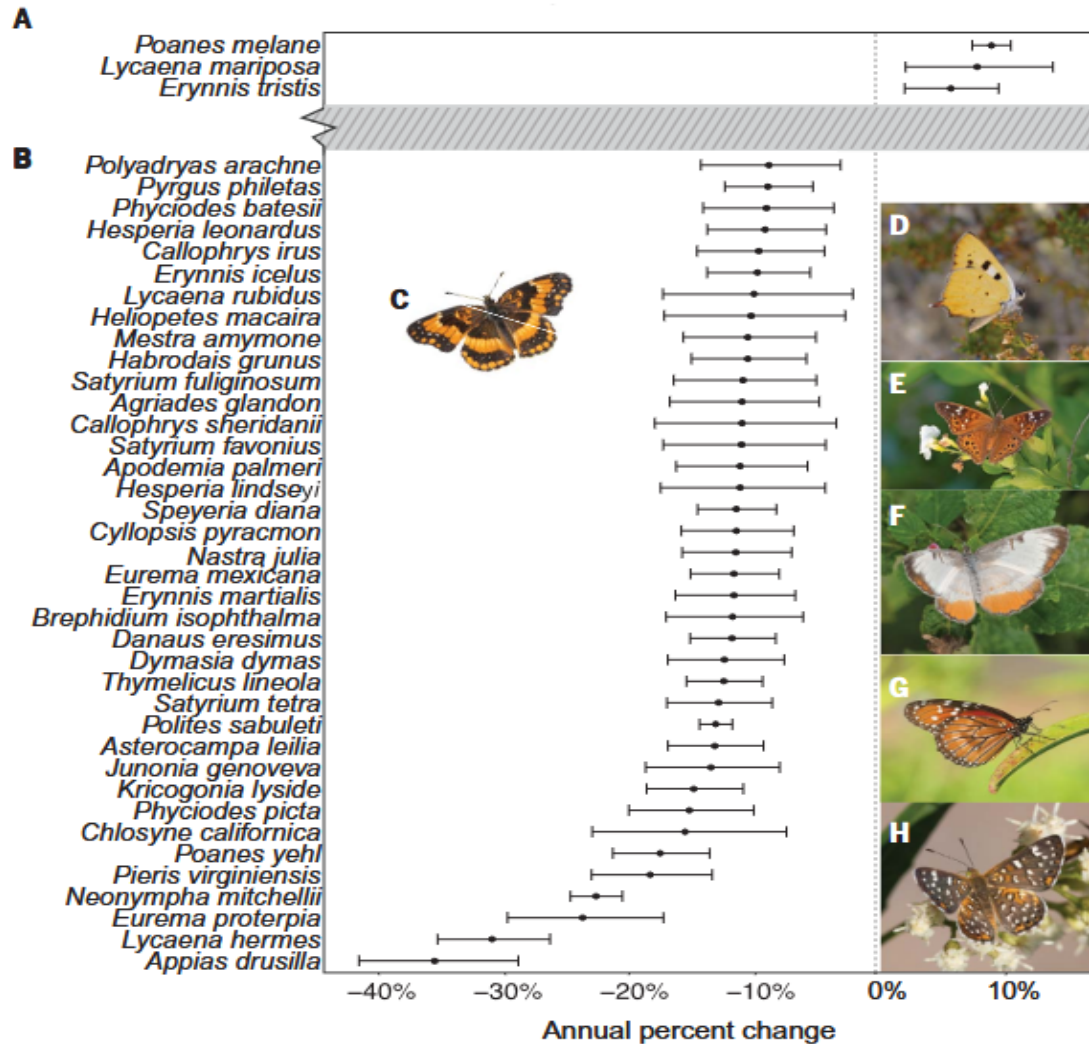 A
Poanes melane
Lycaena mariposa
Erynnis tristis
B
Polyadryas arachne
Pyrgus philetas
Phyciodes batesii
Hesperia leonardus
Callophrys irus
Erynnis icelus
Lycaena rubidus
Heliopetes macaira
Mestra amymone
Habrodais grunus
Satyrium fuliginosum
Agriades glandon
Callophrys sheridanii
Satyrium favonius
Apodemia palmeri
Hesperia lindseyi
Speyeria diana
Cyllopsis pyracmon
Nastra julia
Eurema mexicana
Erynnis martialis
Brephidium isophthalma
Danaus eresimus
Dymasia dymas
Thymelicus lineola
Satyrium tetra
Polites sabuleti
Asterocampa leilia
Junonia genoveva
Kricogonia lyside
Phyciodes picta
Chlosyne californica
Poanes yehl
Pieris virginiensis
Neonympha mitchellii
Eurema proterpia
Lycaena hermes
Appias drusilla
C
D
E
F
G
H
−40% −30% −20% −10% 0% 10%
Annual percent change